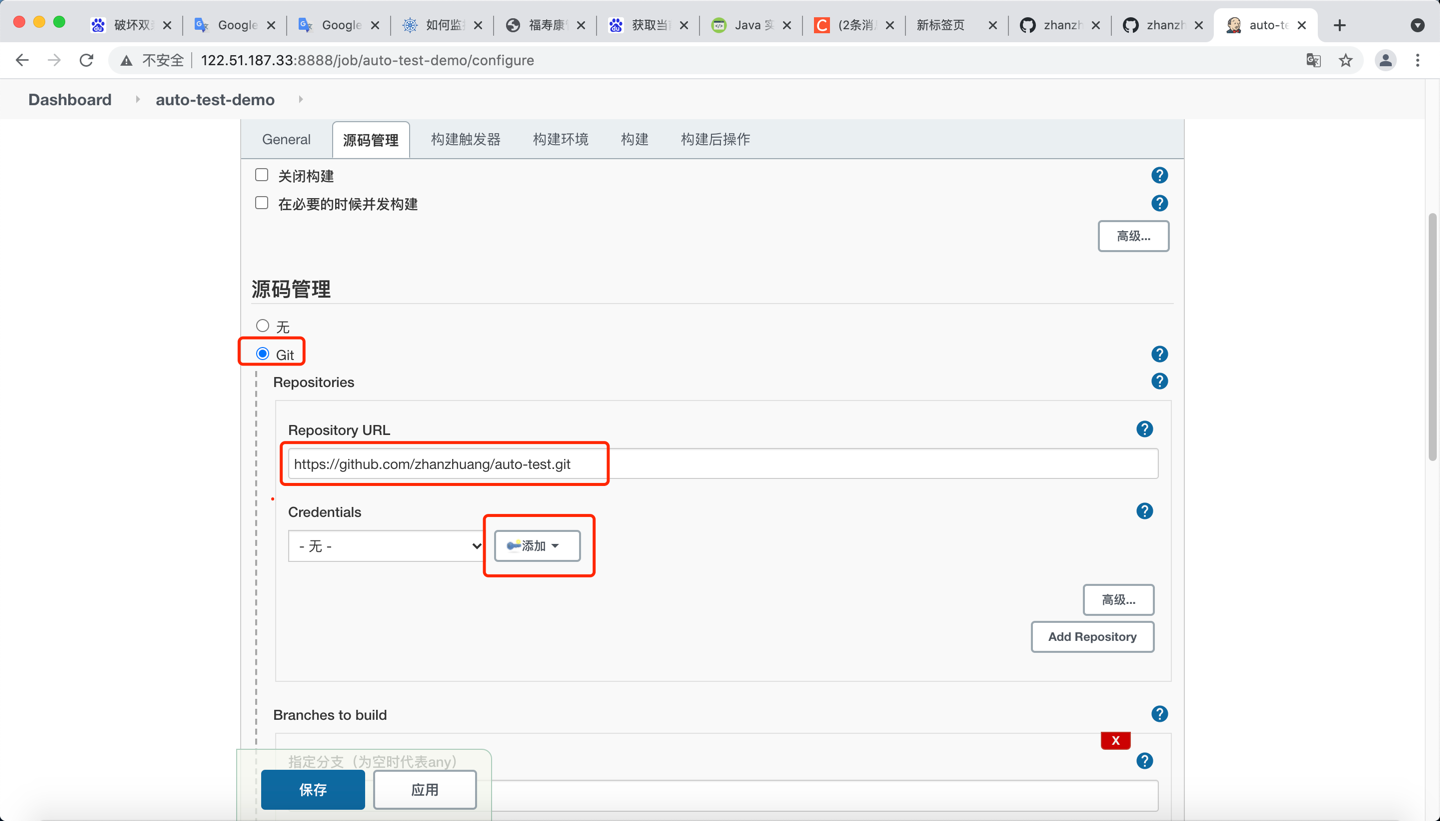 破坏双
Google
Google
如何监
福寿康
获取当
Java 实
(2条消
新标签页
zhanzh
zhanzh
auto-te
不安全
122.51.187.33:8888/job/auto-test-demo/configure
Dashboard
auto-test-demo
General
源码管理
构建触发器
构建环境
构建
构建后操作
关闭构建
在必要的时候并发构建
高级...
源码管理
无
Git
Repositories
Repository URL
https://github.com/zhanzhuang/auto-test.git
Credentials
- 无 -
添加
高级...
Add Repository
Branches to build
X
指定分支（为空时代表any）
保存
应用